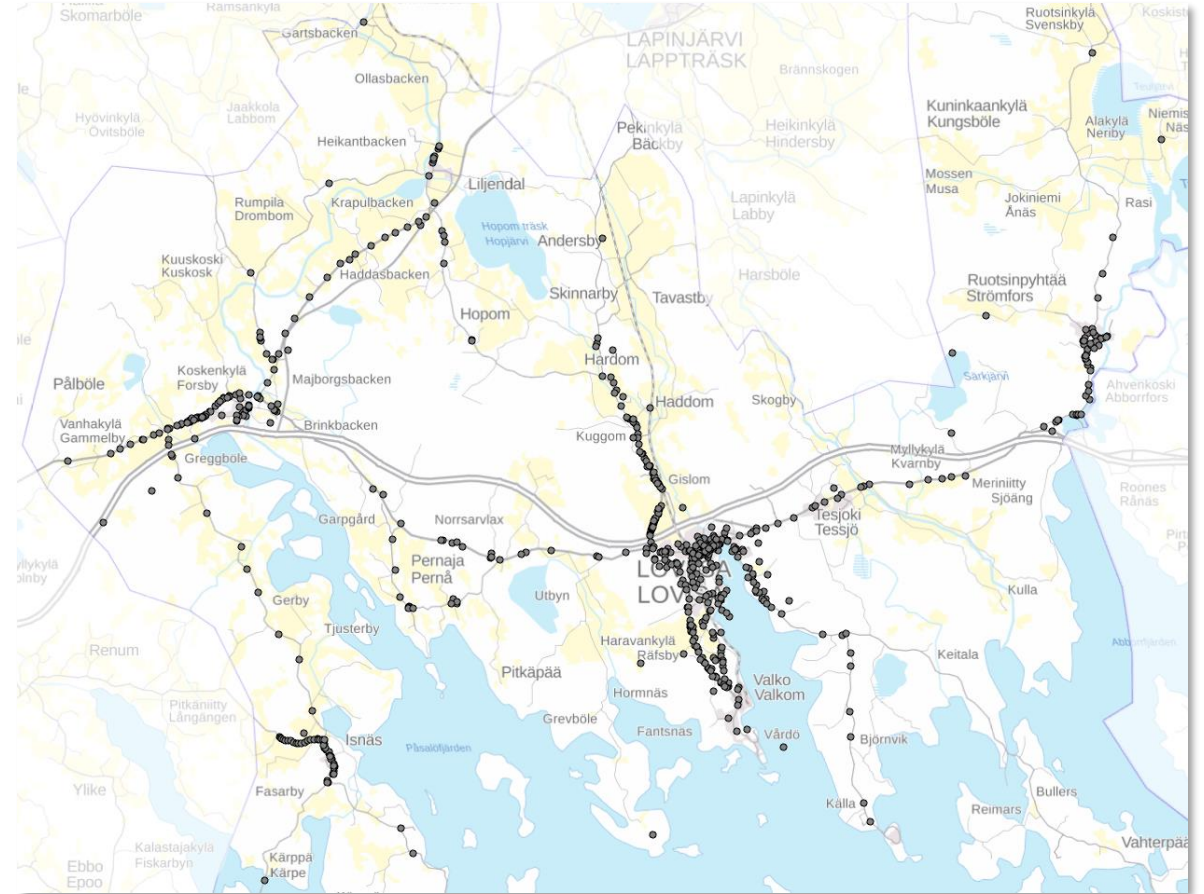 Skomarböle
Ramsankylä
Gartsbacken
Ollasbacken
LAPINJÄRVI
LAPPTRÄSK
Brännskogen
Ruotsinkylä
Svenskby
Hyövinkylä
Övitsböle
Jaakkola
Labbom
Heikantbacken
Pekinkylä
Bäckby
Heikinkylä
Hindersby
Kuninkaankylä
Kungsböle
Alakylä
Neriby
Mossen
Musa
Liljendal
Rumpila
Drombom
Krapulbacken
Lapinkylä
Labby
Jokiniemi
Ånäs
Rasi
Hopom träsk
Hopjärvi
Andersby
Kuuskoski
Kuskosk
Haddasbacken
Harsböle
Skinnarby
Tavastby
Ruotsinpyhtää
Strömfors
Hopom
Hardom
Koskenkylä
Forsby
Majborgsbacken
Särkjärvi
Pålböle
Ahvenkoski
Abborrfors
Haddom
Skogby
Vanhakylä
Gammelby
Brinkbacken
Kuggom
Myllykylä
Kvarnby
Greggböle
Gislom
Meriniitty
Sjöäng
Roones
Rånäs
Garpgård
Norrsarvlax
Tesjoki
Tessjö
Pernaja
Pernå
Utbyn
Kulla
Gerby
Tjusterby
Haravankylä
Räfsby
Keitala
Renum
Pitkäpää
Valko
Valkom
Hormnäs
Pitkäniitty
Långängen
Grevböle
Fantsnäs
Vårdö
Isnäs
Påsalöfjärden
Björnvik
Ylike
Fasarby
Källa
Reimars
Bullers
Kalastajakylä
Fiskarbyn
Kärppä
Kärpe
Vahterpää
Ebbo
Epoo